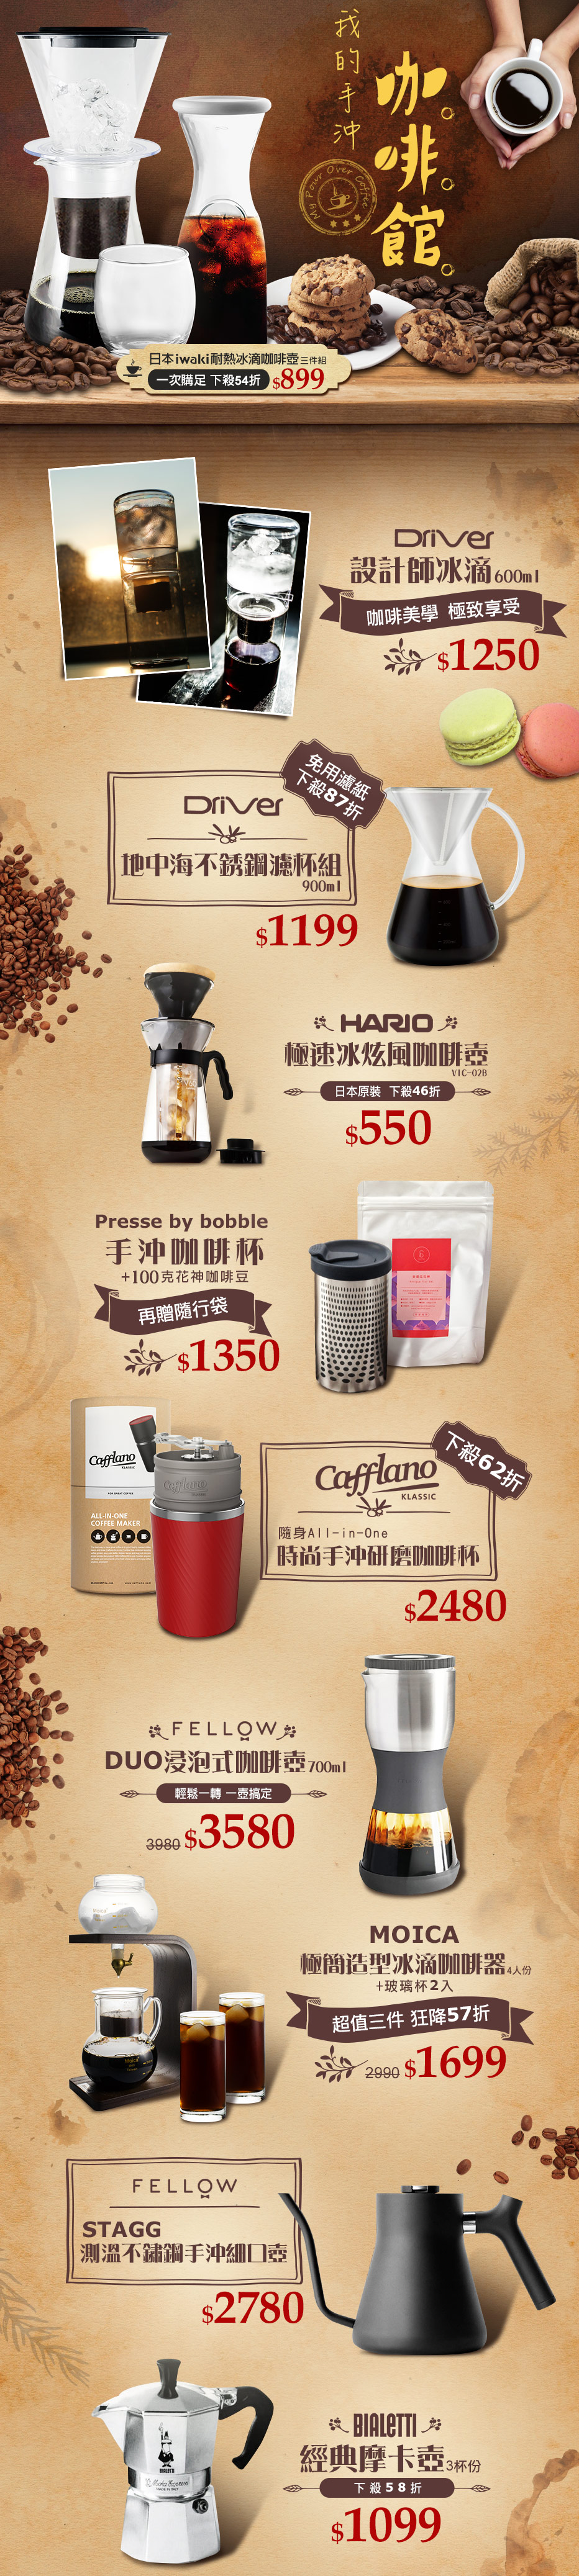 我的手沖
咖啡館
My Pour Over Coffee
日本iwaki耐熱冰滴咖啡壺三件組
一次購足 下殺54折 $899
Driver
設計師冰滴600ml
咖啡美學 極致享受
$1250
免用濾紙
下殺87折
Driver
地中海不銹鋼濾杯組
900ml
$1199
HARIO
極速冰炫風咖啡壺
VIC-02B
日本原裝 下殺46折
$550
Presse by bobble
手沖咖啡杯
+100克花神咖啡豆
再贈隨行袋
$1350
Cafflano
KLASSIC
ALL-IN-ONE
COFFEE MAKER
Cafflano
下殺62折
Cafflano
KLASSIC
隨身All-in-One
時尚手沖研磨咖啡杯
$2480
FELLOW
DUO浸泡式咖啡壺700ml
輕鬆一轉 一壺搞定
3980 $3580
MOICA
極簡造型冰滴咖啡器4人份
+玻璃杯2入
超值三件 狂降57折
2990 $1699
FELLOW
STAGG
測溫不鏽鋼手沖細口壺
$2780
BIALETTI
BIALETTI
經典摩卡壺3杯份
下殺58折
$1099